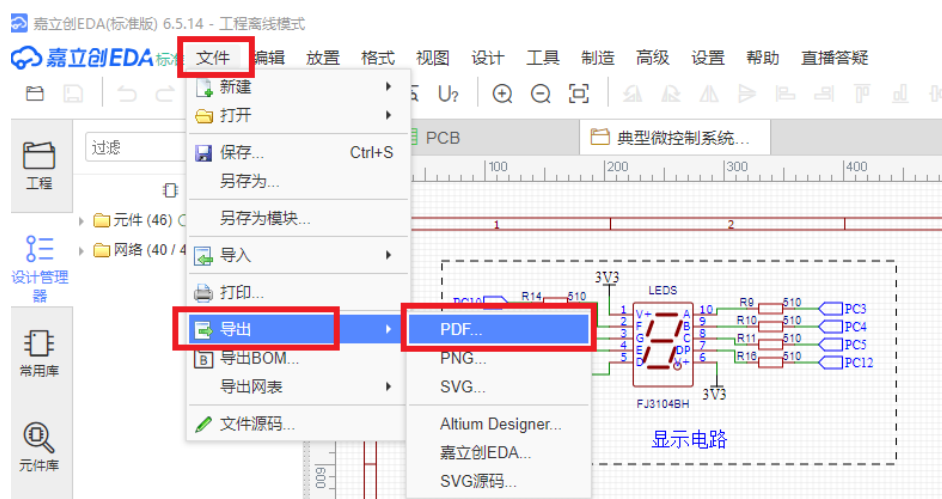 嘉立创EDA(标准版) 6.5.14 - 工程离线模式
嘉立创EDA 标准 文件 编辑 放置 格式 视图 设计 工具 制造 高级 设置 帮助 直播答疑
新建
打开
保存... Ctrl+S
另存为...
另存为模块...
导入
打印...
导出
导出BOM...
导出网表
文件源码...
PDF...
PNG...
SVG...
Altium Designer...
嘉立创EDA...
SVG源码...
工程
设计管理器
常用库
元件库
过滤
元件 (46)
网络 (40 / 4
PCB
典型微控制系统...
100 200 300 400
600
1 2
3V3
PC10 R14 510
LEDS
1 V+ A 10 R9 510 PC3
2 F B 9 R10 510 PC4
3 G C 8 R11 510 PC5
4 E DP 7 R16 510 PC12
5 D V+ 6
3V3
FJ3104BH
显示电路